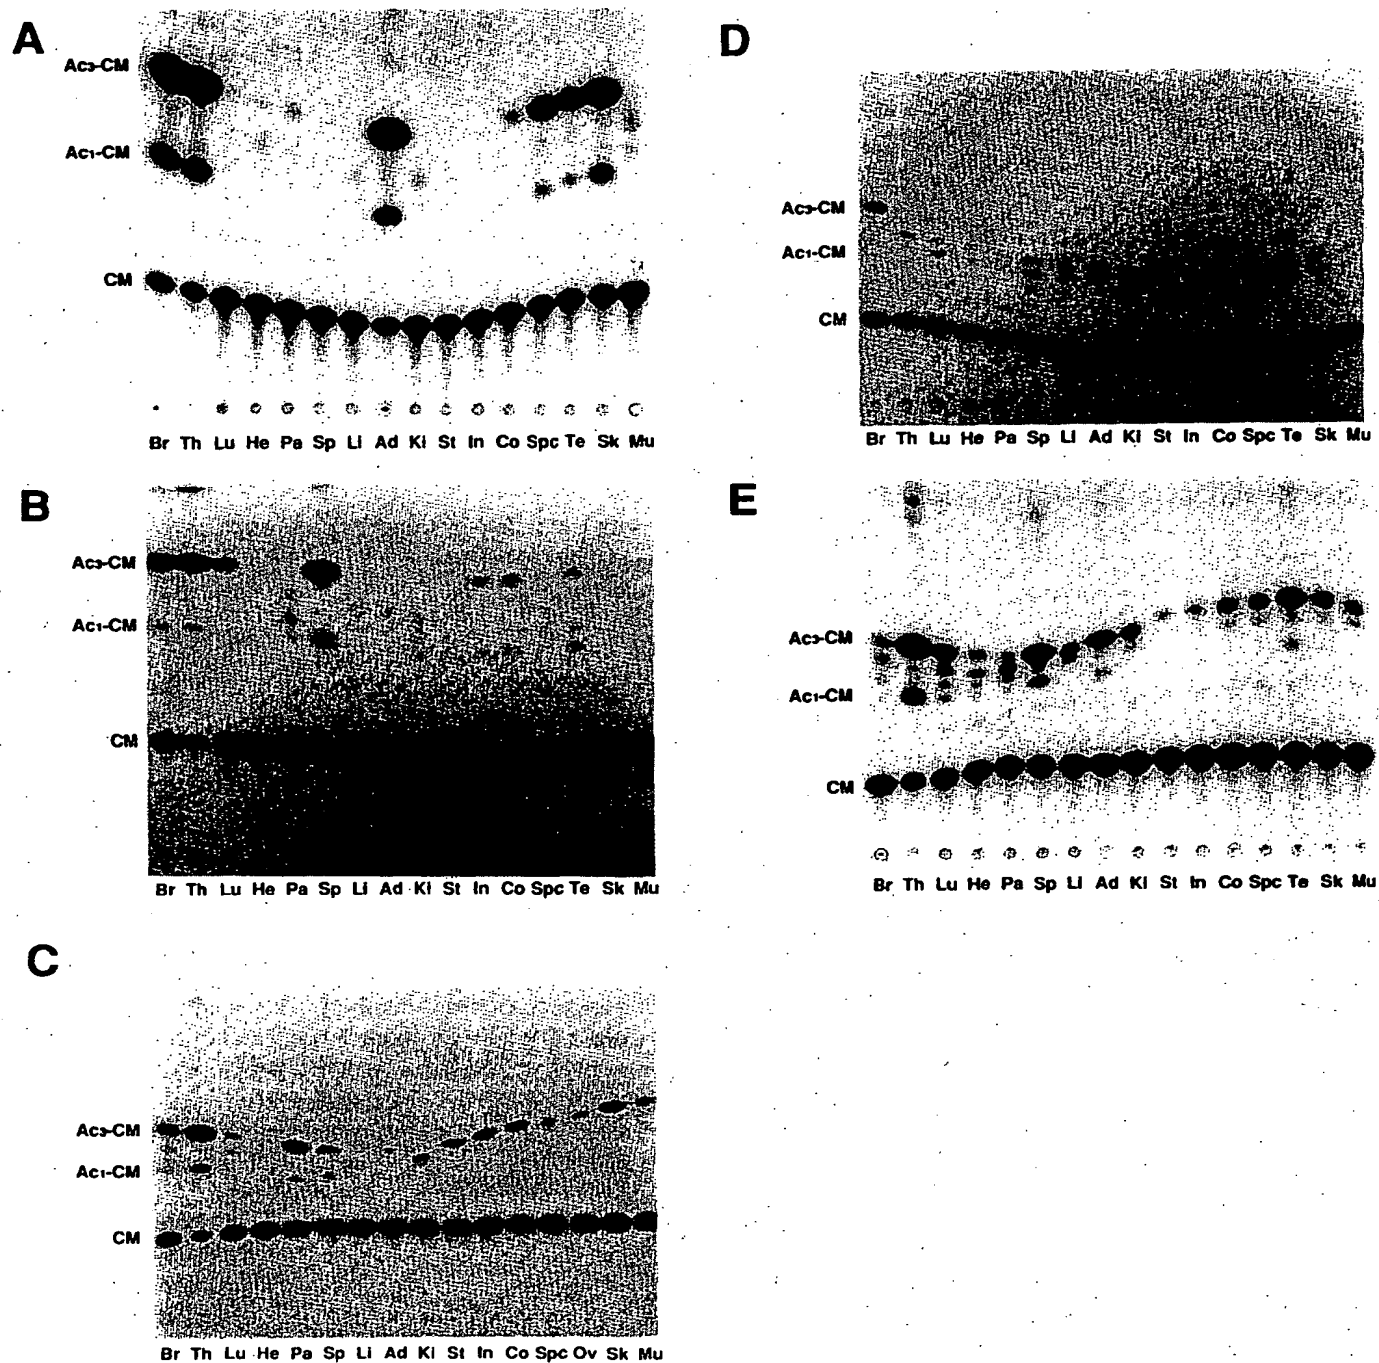 A
Ac3-CM
Ac1-CM
CM
Br Th Lu He Pa Sp Li Ad Ki St In Co Spc Te Sk Mu
B
Ac3-CM
Ac1-CM
CM
Br Th Lu He Pa Sp Li Ad Ki St In Co Spc Te Sk Mu
C
Ac3-CM
Ac1-CM
CM
Br Th Lu He Pa Sp Li Ad Ki St In Co Spc Ov Sk Mu
D
Ac3-CM
Ac1-CM
CM
Br Th Lu He Pa Sp Li Ad Ki St In Co Spc Te Sk Mu
E
Ac3-CM
Ac1-CM
CM
Br Th Lu He Pa Sp Li Ad Ki St In Co Spc Te Sk Mu